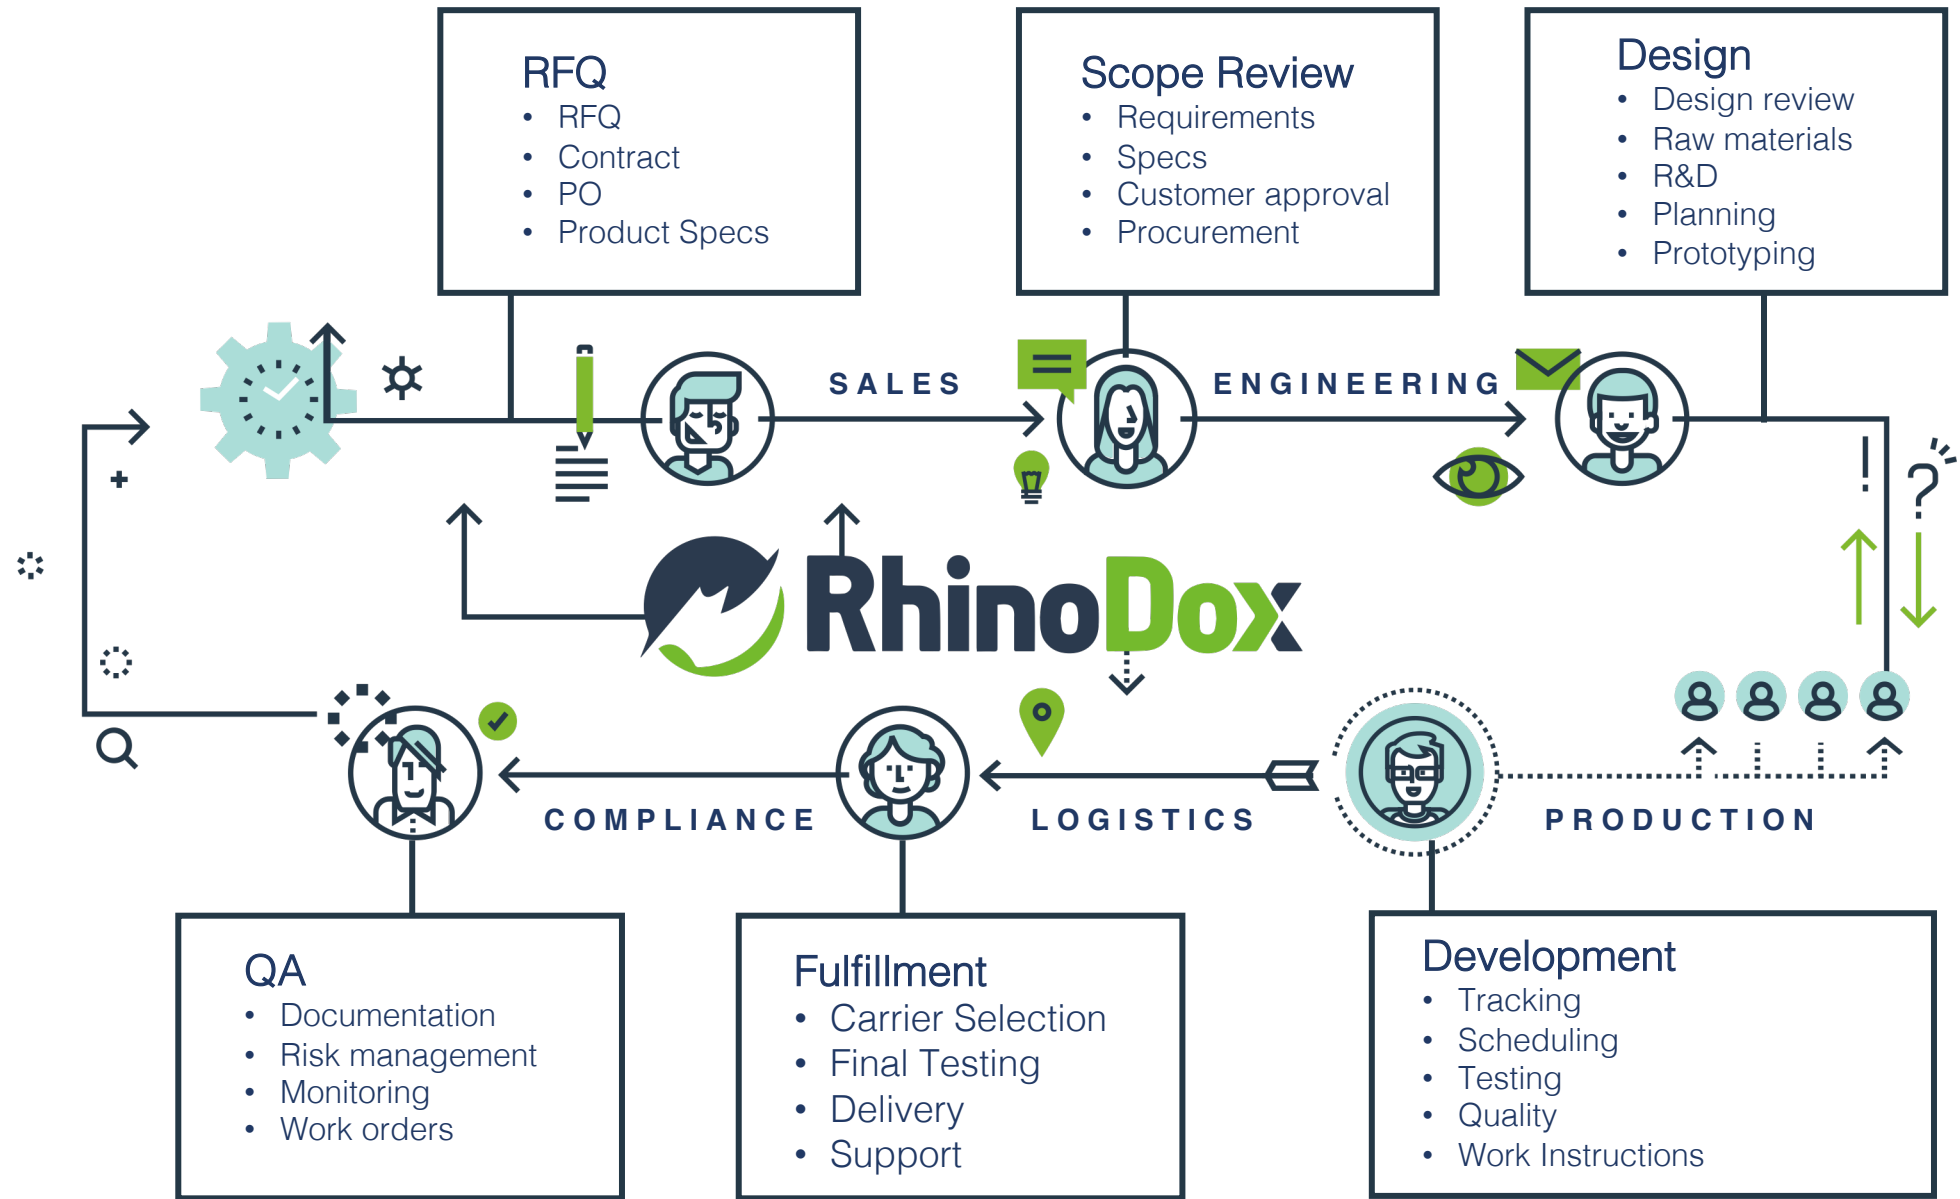 RFQ
• RFQ
• Contract
• PO
• Product Specs
Scope Review
• Requirements
• Specs
• Customer approval
• Procurement
Design
• Design review
• Raw materials
• R&D
• Planning
• Prototyping
SALES
ENGINEERING
!
?
RhinoDox
COMPLIANCE
LOGISTICS
PRODUCTION
QA
• Documentation
• Risk management
• Monitoring
• Work orders
Fulfillment
• Carrier Selection
• Final Testing
• Delivery
• Support
Development
• Tracking
• Scheduling
• Testing
• Quality
• Work Instructions